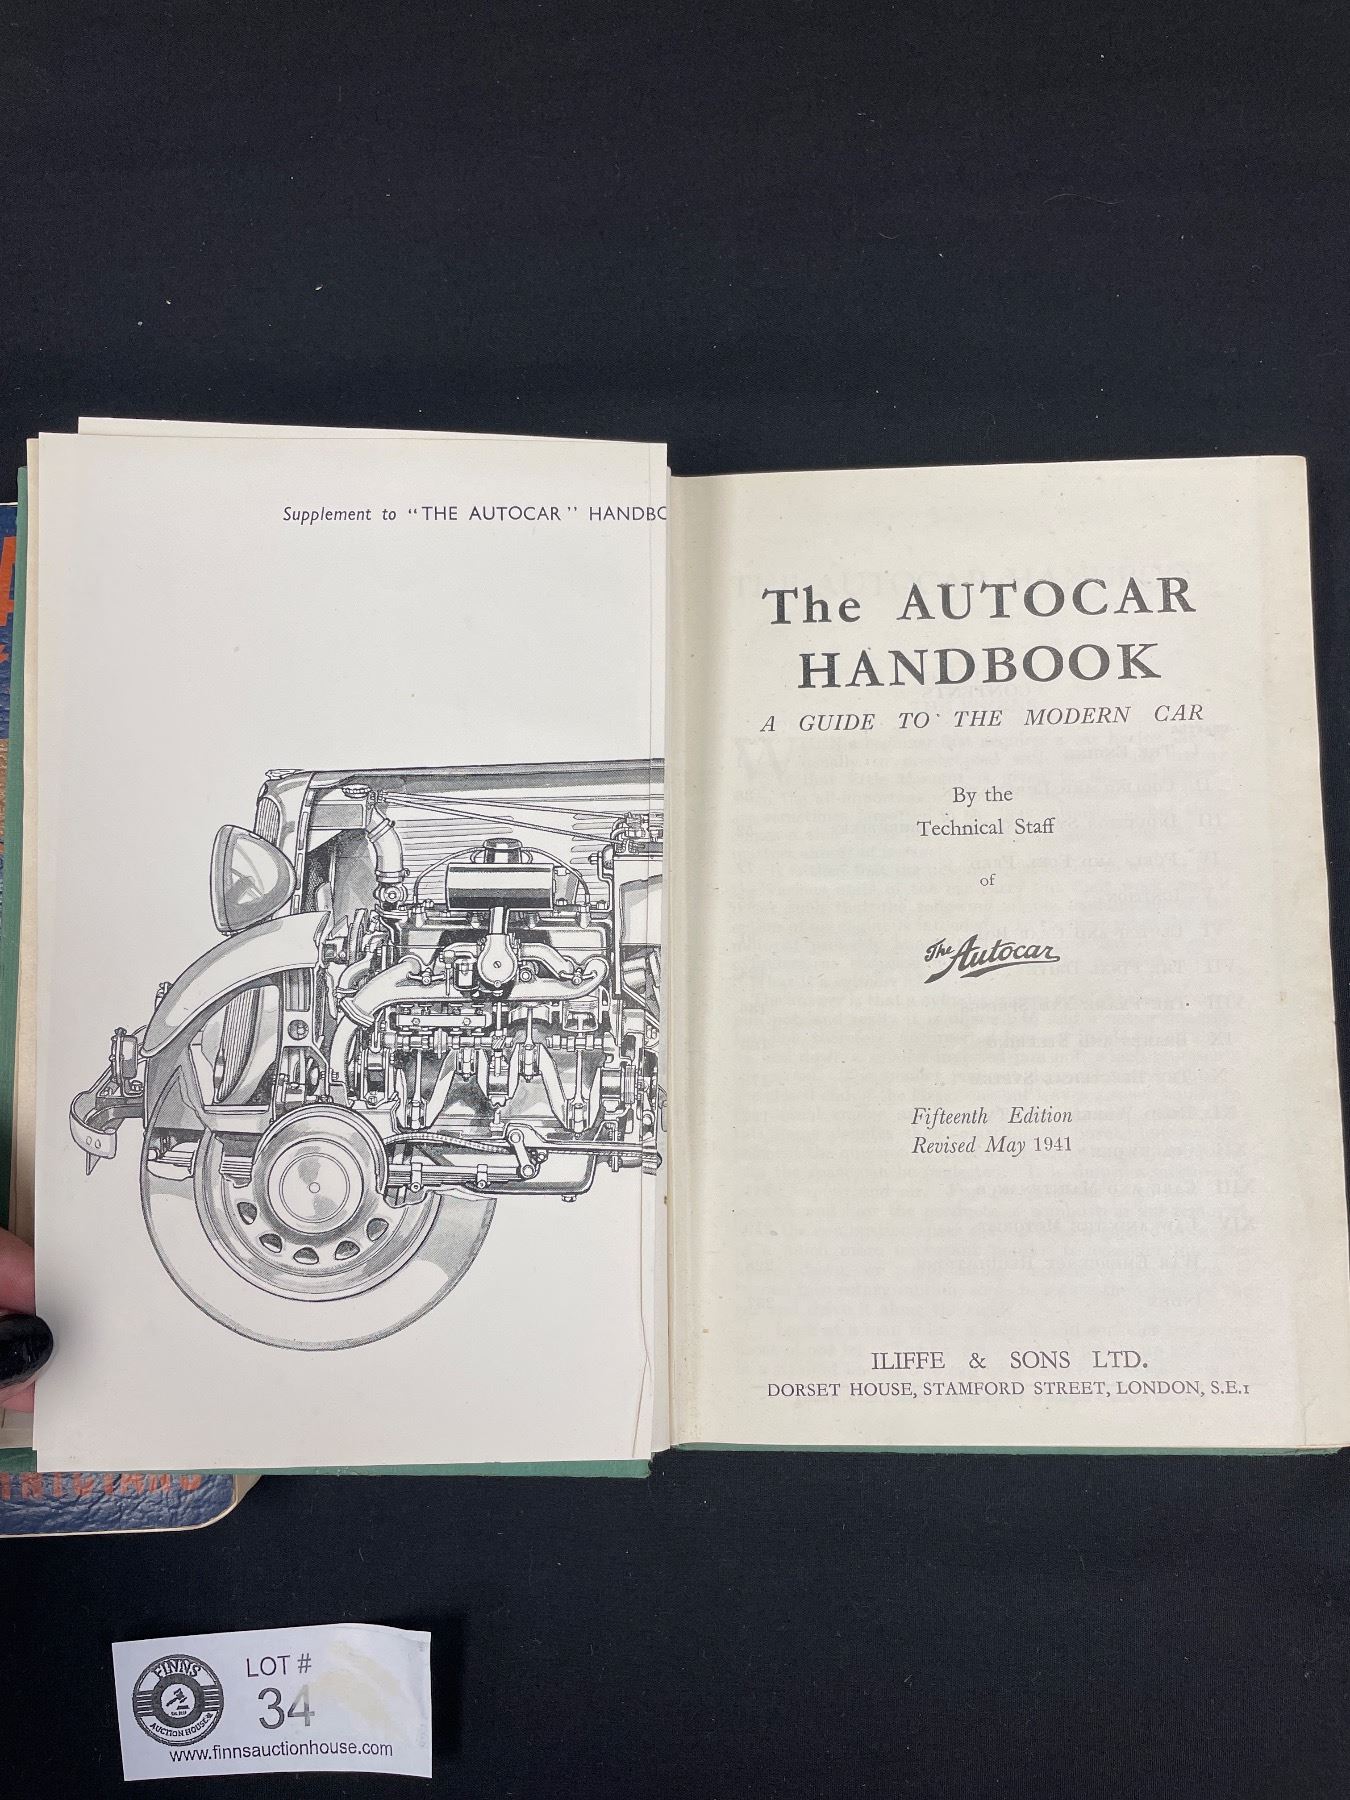 Supplement to “THE AUTOCAR” HANDBO
The AUTOCAR
HANDBOOK
A GUIDE TO THE MODERN CAR
By the
Technical Staff
of
The Autocar
Fifteenth Edition
Revised May 1941
ILIFFE & SONS LTD.
DORSET HOUSE, STAMFORD STREET, LONDON, S.E.1
FINNS
AUCTION HOUSE
LOT #
34
www.finnsauctionhouse.com